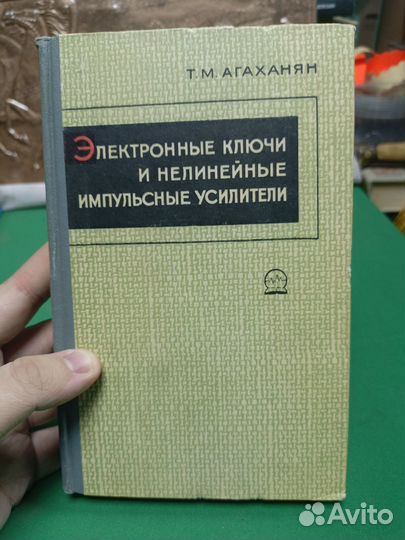 Т. М. АГАХАНЯН
ЭЛЕКТРОННЫЕ КЛЮЧИ
И НЕЛИНЕЙНЫЕ
ИМПУЛЬСНЫЕ УСИЛИТЕЛИ
Avito